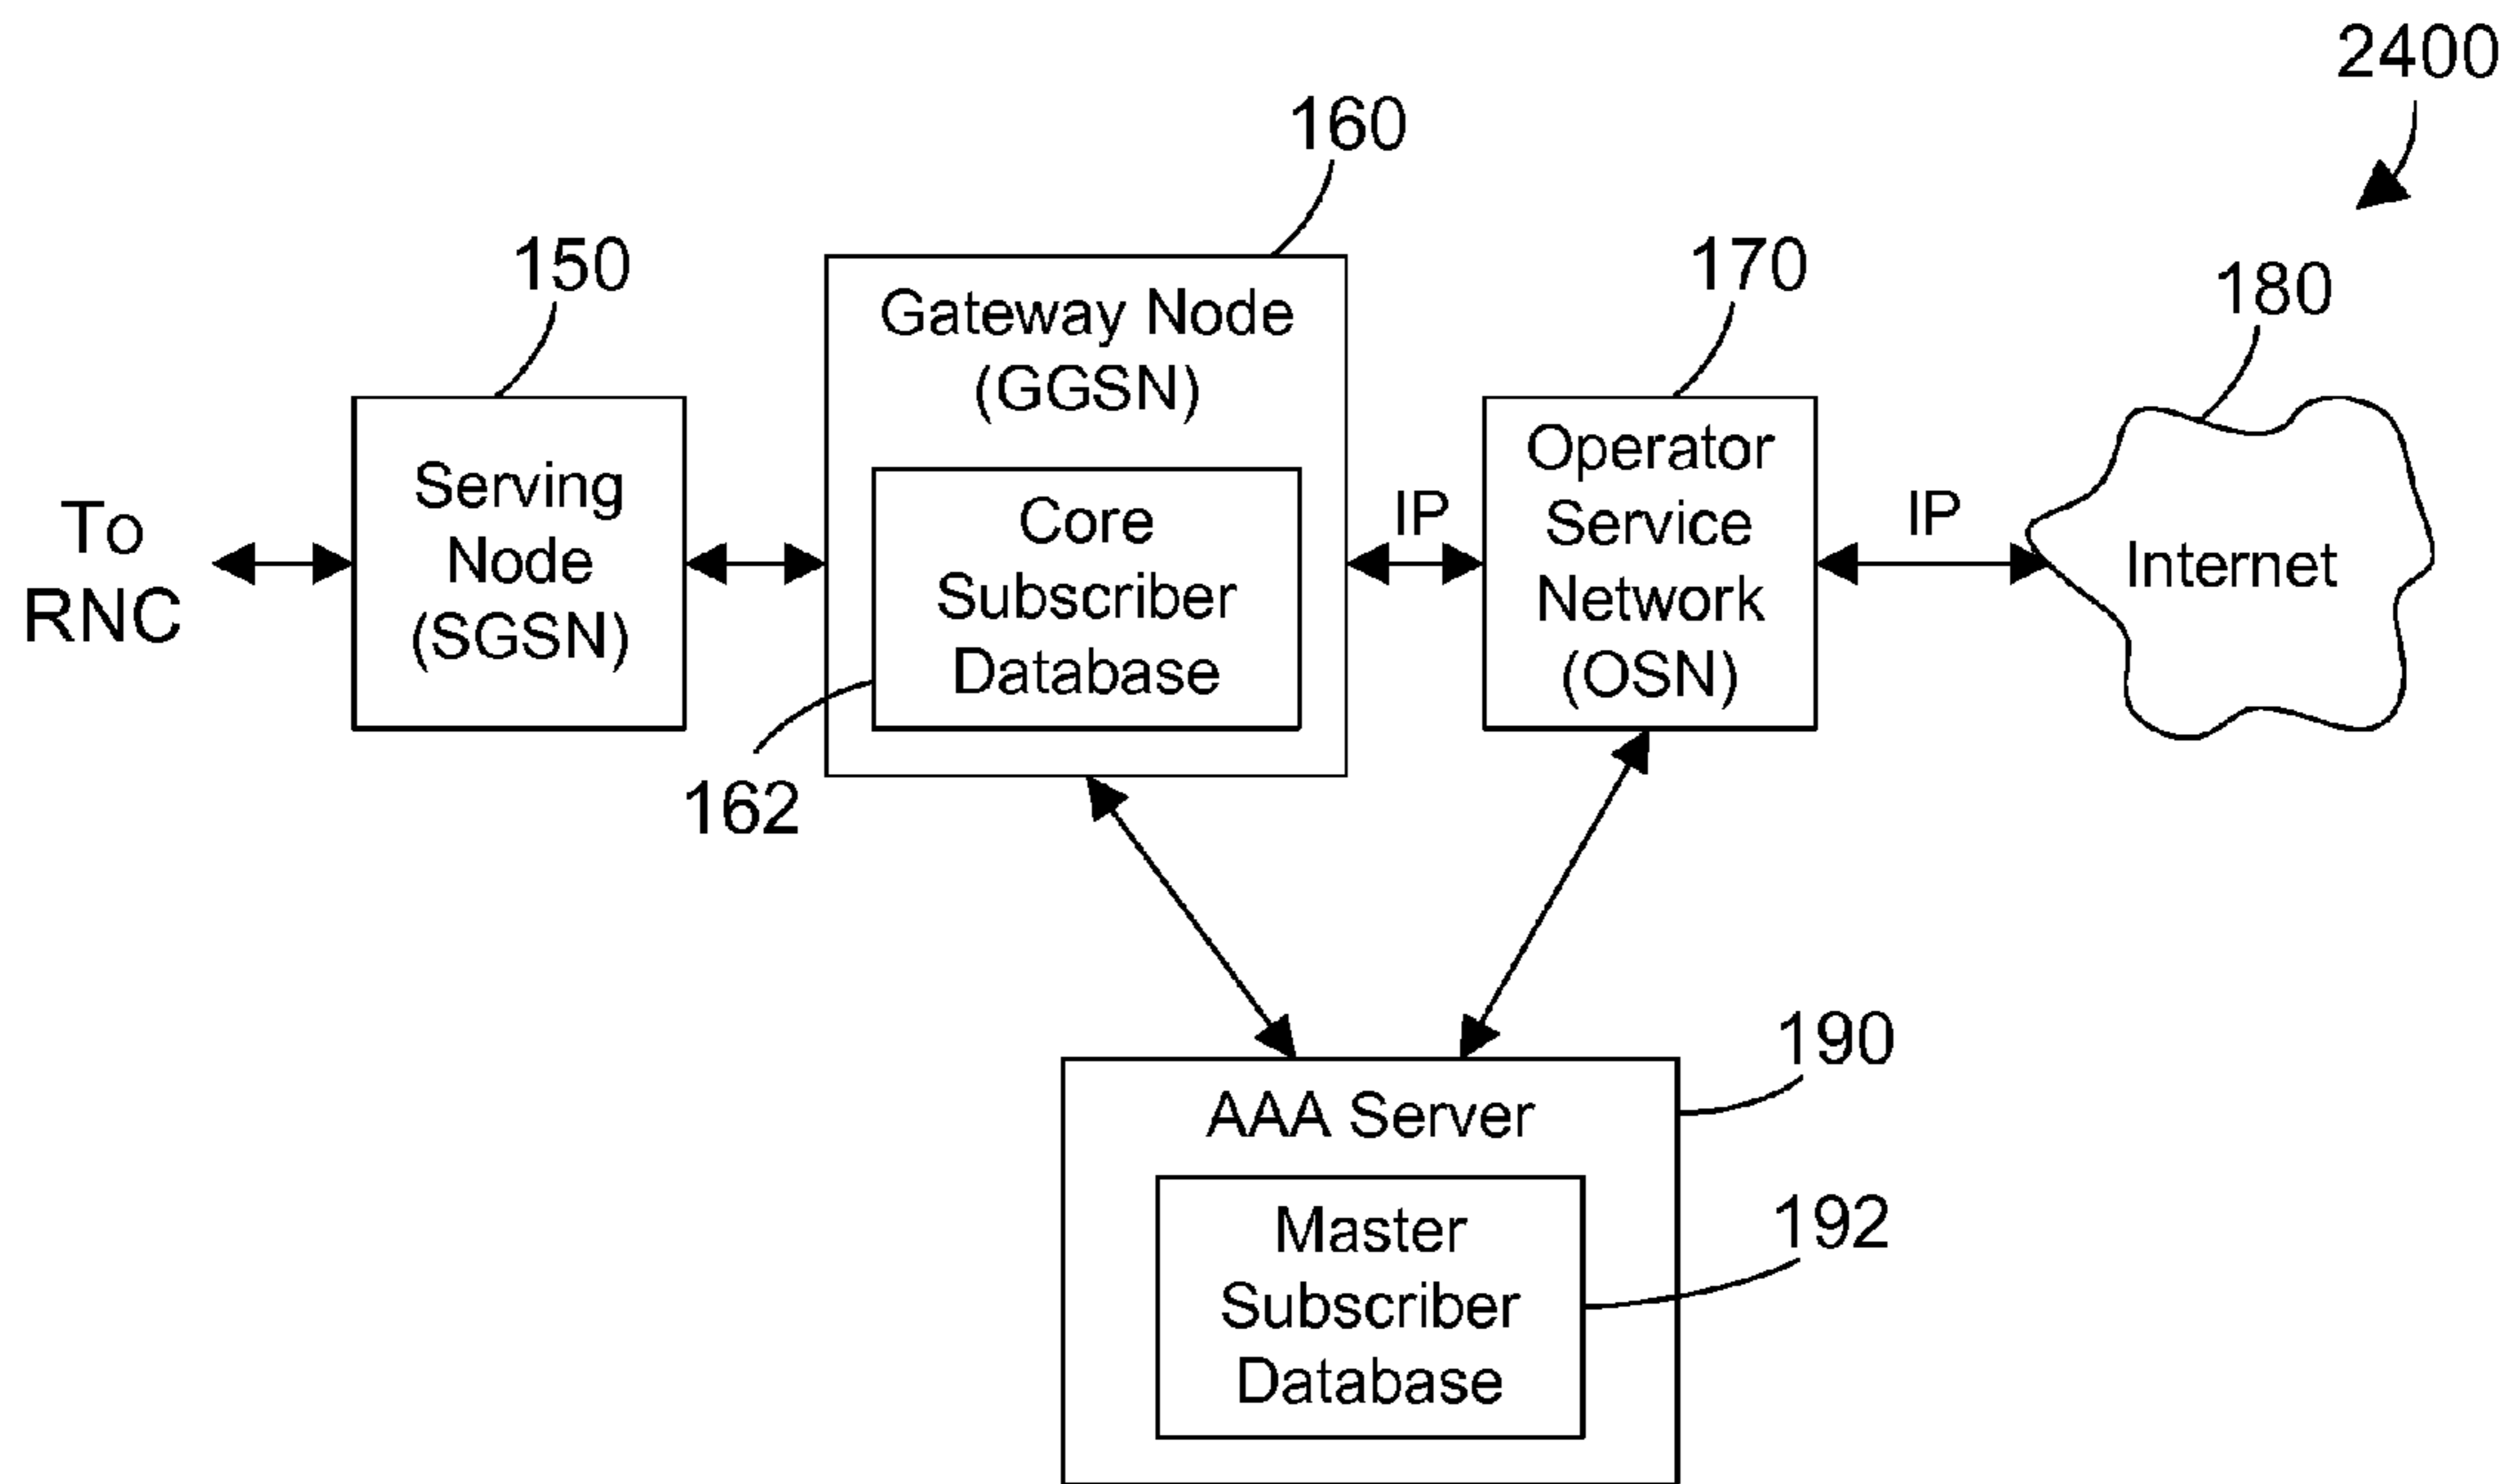 2400
160
150
170
180
Gateway Node
(GGSN)
Operator
Service
Network
(OSN)
Serving
Node
(SGSN)
To
RNC
Core
Subscriber
Database
IP
IP
Internet
162
190
AAA Server
192
Master
Subscriber
Database